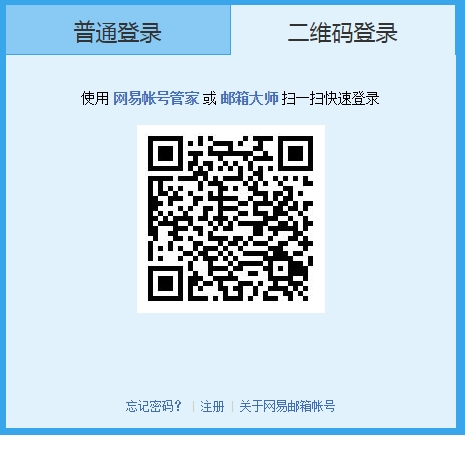 普通登录 二维码登录
使用 网易帐号管家 或 邮箱大师 扫一扫快速登录
忘记密码？ | 注册 | 关于网易邮箱帐号